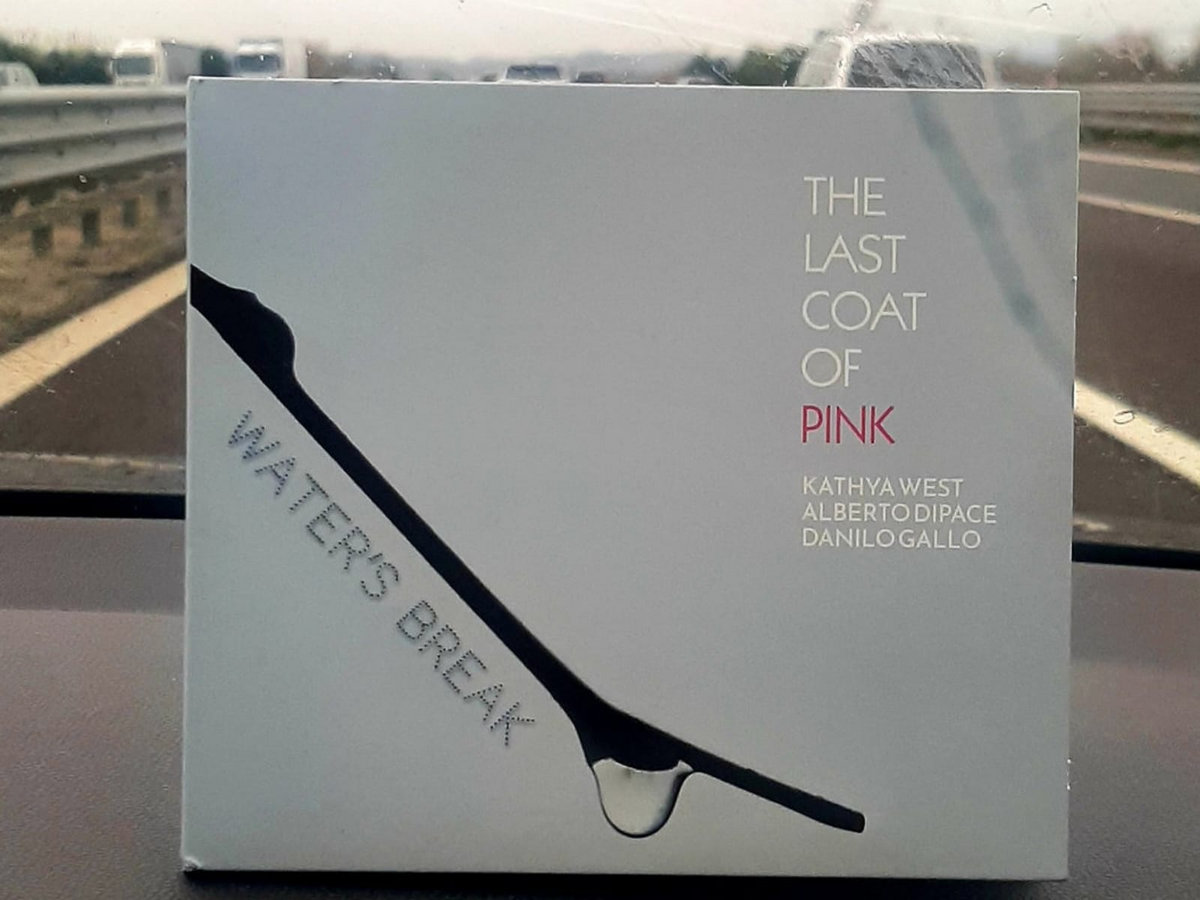 THE
LAST
COAT
OF
PINK
KATHYA WEST
ALBERTO DIPACE
DANILO GALLO
WATER'S BREAK